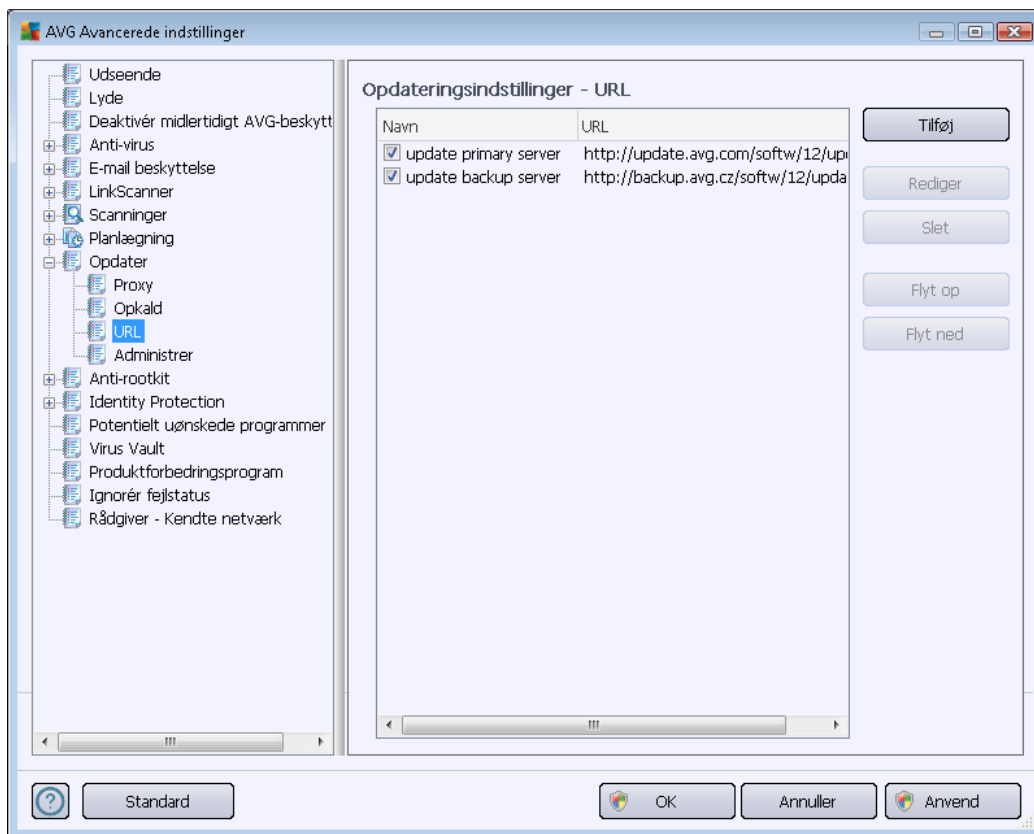 AVG Avancerede indstillinger
Udseende
Lyde
Deaktivér midlertidigt AVG-beskytt
Anti-virus
E-mail beskyttelse
LinkScanner
Scanninger
Planlægning
Opdater
Proxy
Opkald
URL
Administrer
Anti-rootkit
Identity Protection
Potentielt uønskede programmer
Virus Vault
Produktforbedringsprogram
Ignorér fejlstatus
Rådgiver - Kendte netværk
Opdateringsindstillinger - URL
Navn URL
update primary server http://update.avg.com/softw/12/upd
update backup server http://backup.avg.cz/softw/12/upda
Tilføj
Rediger
Slet
Flyt op
Flyt ned
Standard
OK
Annuller
Anvend